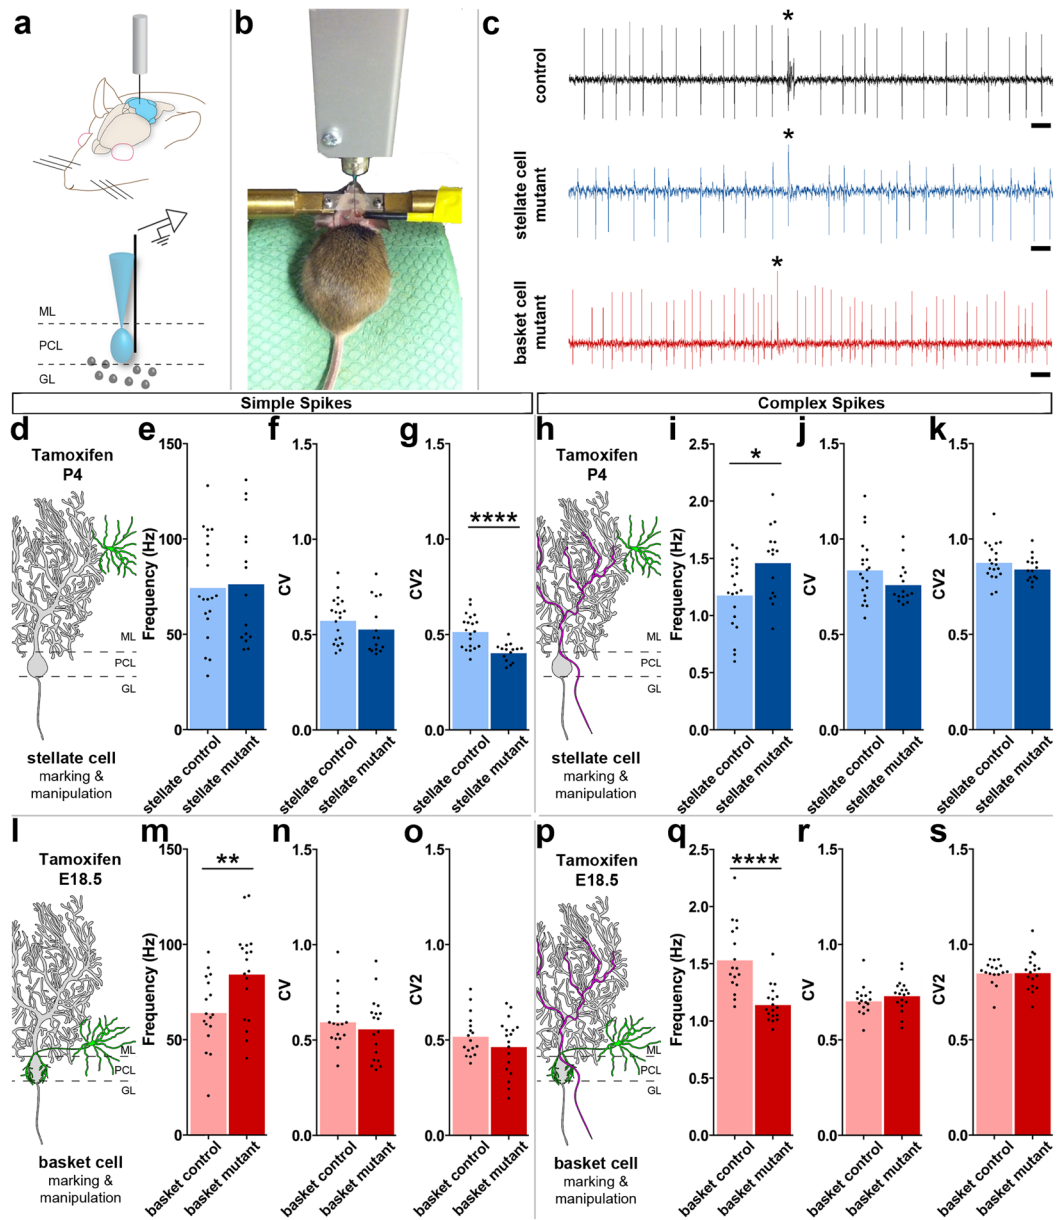 a
ML
PCL
GL
b
c
control
*
stellate cell
mutant
*
basket cell
mutant
*
Simple Spikes
Complex Spikes
d
Tamoxifen
P4
ML
PCL
GL
stellate cell
marking &
manipulation
e
Frequency (Hz)
150
100
50
0
stellate control
stellate mutant
f
CV
1.5
1.0
0.5
0.0
stellate control
stellate mutant
g
CV2
1.5
1.0
0.5
0.0
****
stellate control
stellate mutant
h
Tamoxifen
P4
ML
PCL
GL
stellate cell
marking &
manipulation
i
Frequency (Hz)
2.5
2.0
1.5
1.0
1.5
0.0
*
stellate control
stellate mutant
j
CV
1.5
1.0
0.5
0.0
stellate control
stellate mutant
k
CV2
1.5
1.0
0.5
0.0
stellate control
stellate mutant
l
Tamoxifen
E18.5
ML
PCL
GL
basket cell
marking &
manipulation
m
Frequency (Hz)
150
100
50
0
**
basket control
basket mutant
n
CV
1.5
1.0
0.5
0.0
basket control
basket mutant
o
CV2
1.5
1.0
0.5
0.0
basket control
basket mutant
p
Tamoxifen
E18.5
ML
PCL
GL
basket cell
marking &
manipulation
q
Frequency (Hz)
2.5
2.0
1.5
1.0
1.5
0.0
****
basket control
basket mutant
r
CV
1.5
1.0
0.5
0.0
basket control
basket mutant
s
CV2
1.5
1.0
0.5
0.0
basket control
basket mutant